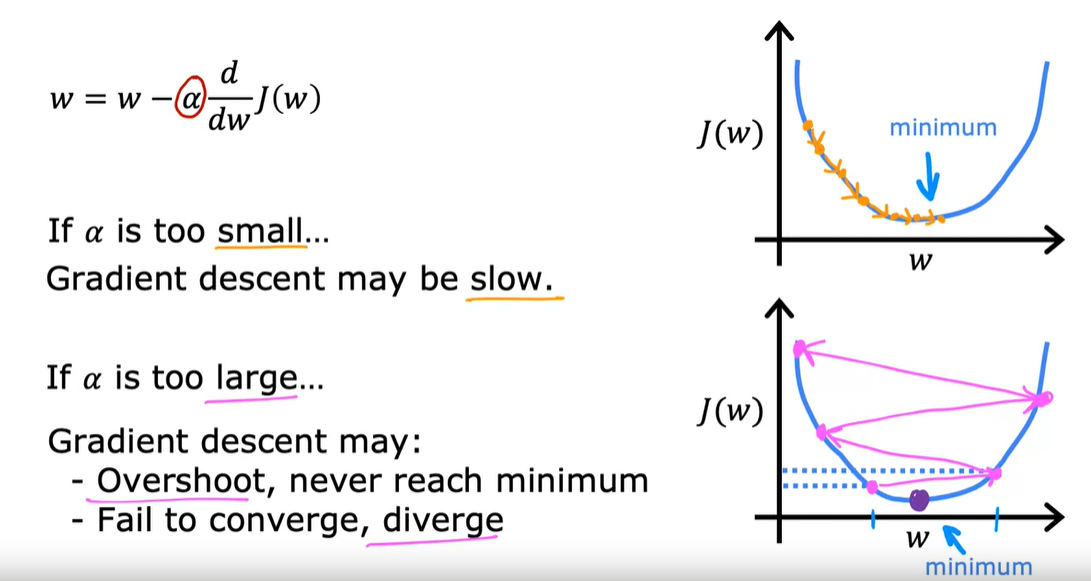 w = w − α d/dw J(w)
If α is too small...
Gradient descent may be slow.
If α is too large...
Gradient descent may:
- Overshoot, never reach minimum
- Fail to converge, diverge
J(w)
minimum
w
J(w)
w
minimum